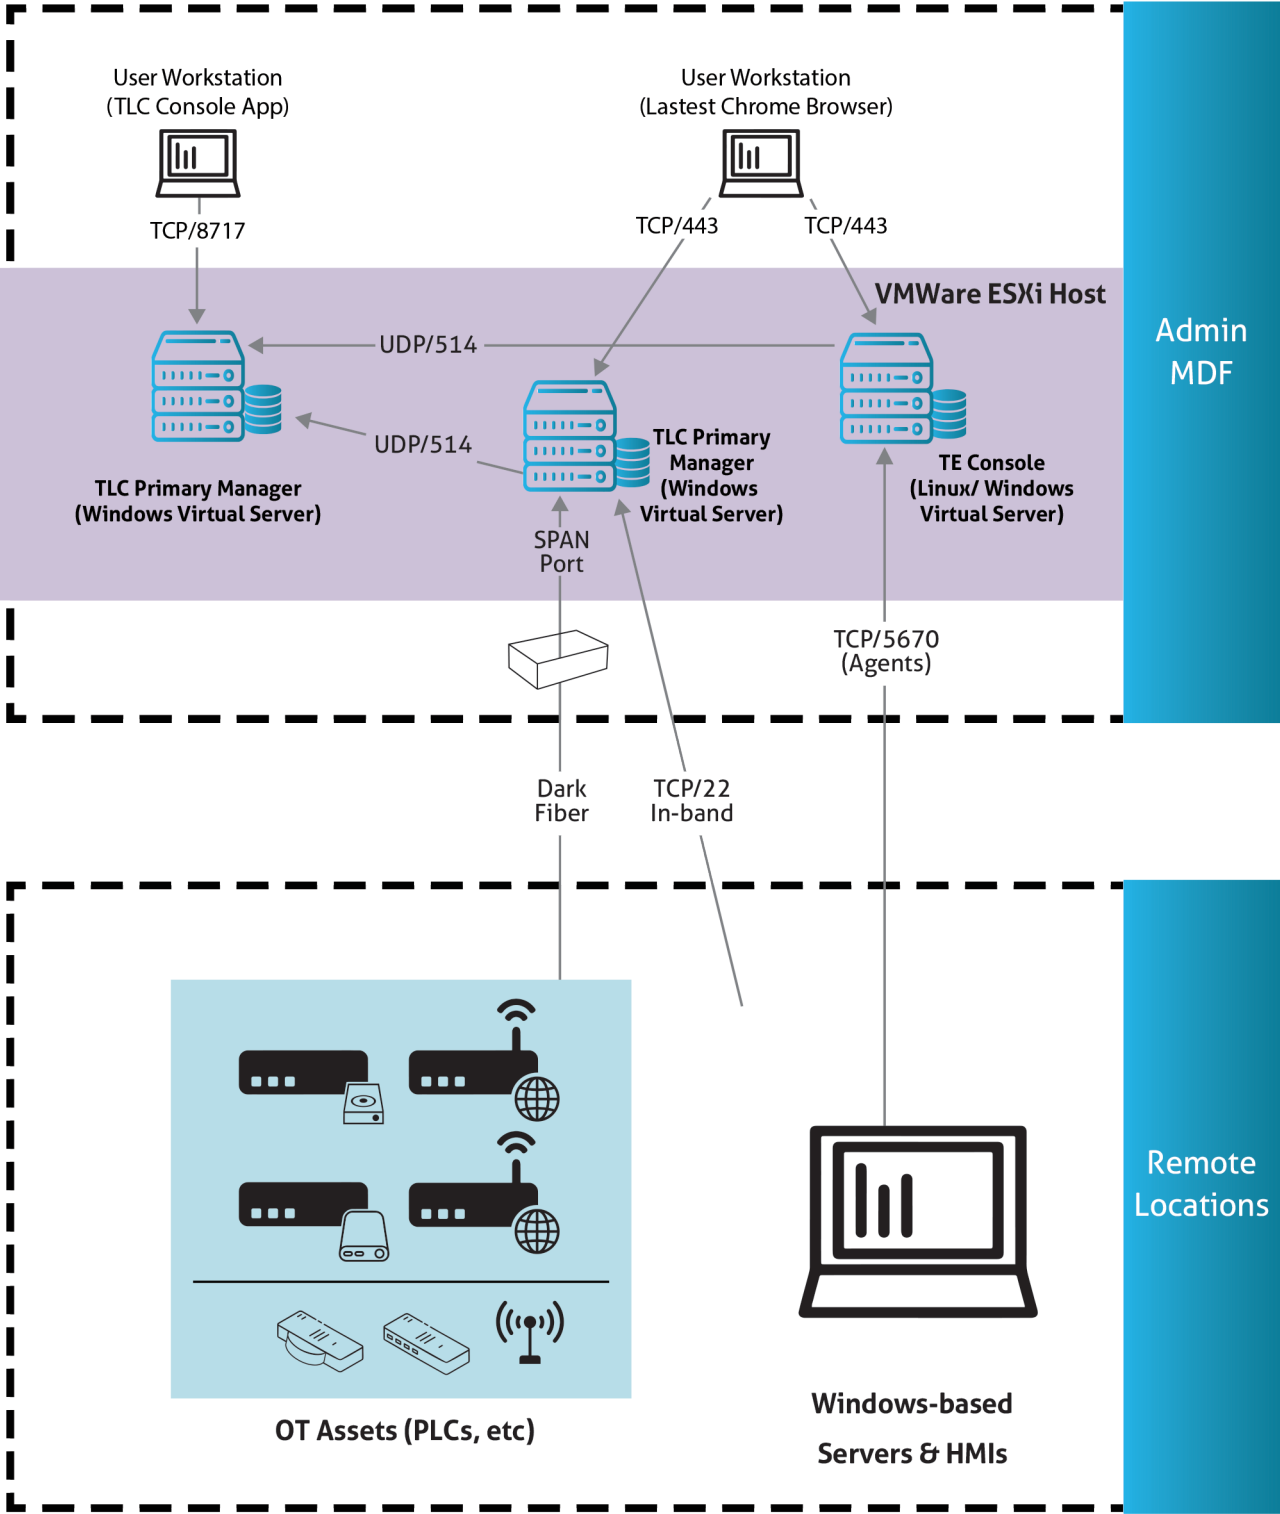 User Workstation
(TLC Console App)
User Workstation
(Lastest Chrome Browser)
TCP/8717
TCP/443
TCP/443
VMWare ESXi Host
Admin
MDF
UDP/514
UDP/514
TLC Primary Manager
(Windows Virtual Server)
TLC Primary
Manager
(Windows
Virtual Server)
TE Console
(Linux/ Windows
Virtual Server)
SPAN
Port
TCP/5670
(Agents)
Dark
Fiber
TCP/22
In-band
Remote
Locations
OT Assets (PLCs, etc)
Windows-based
Servers & HMIs